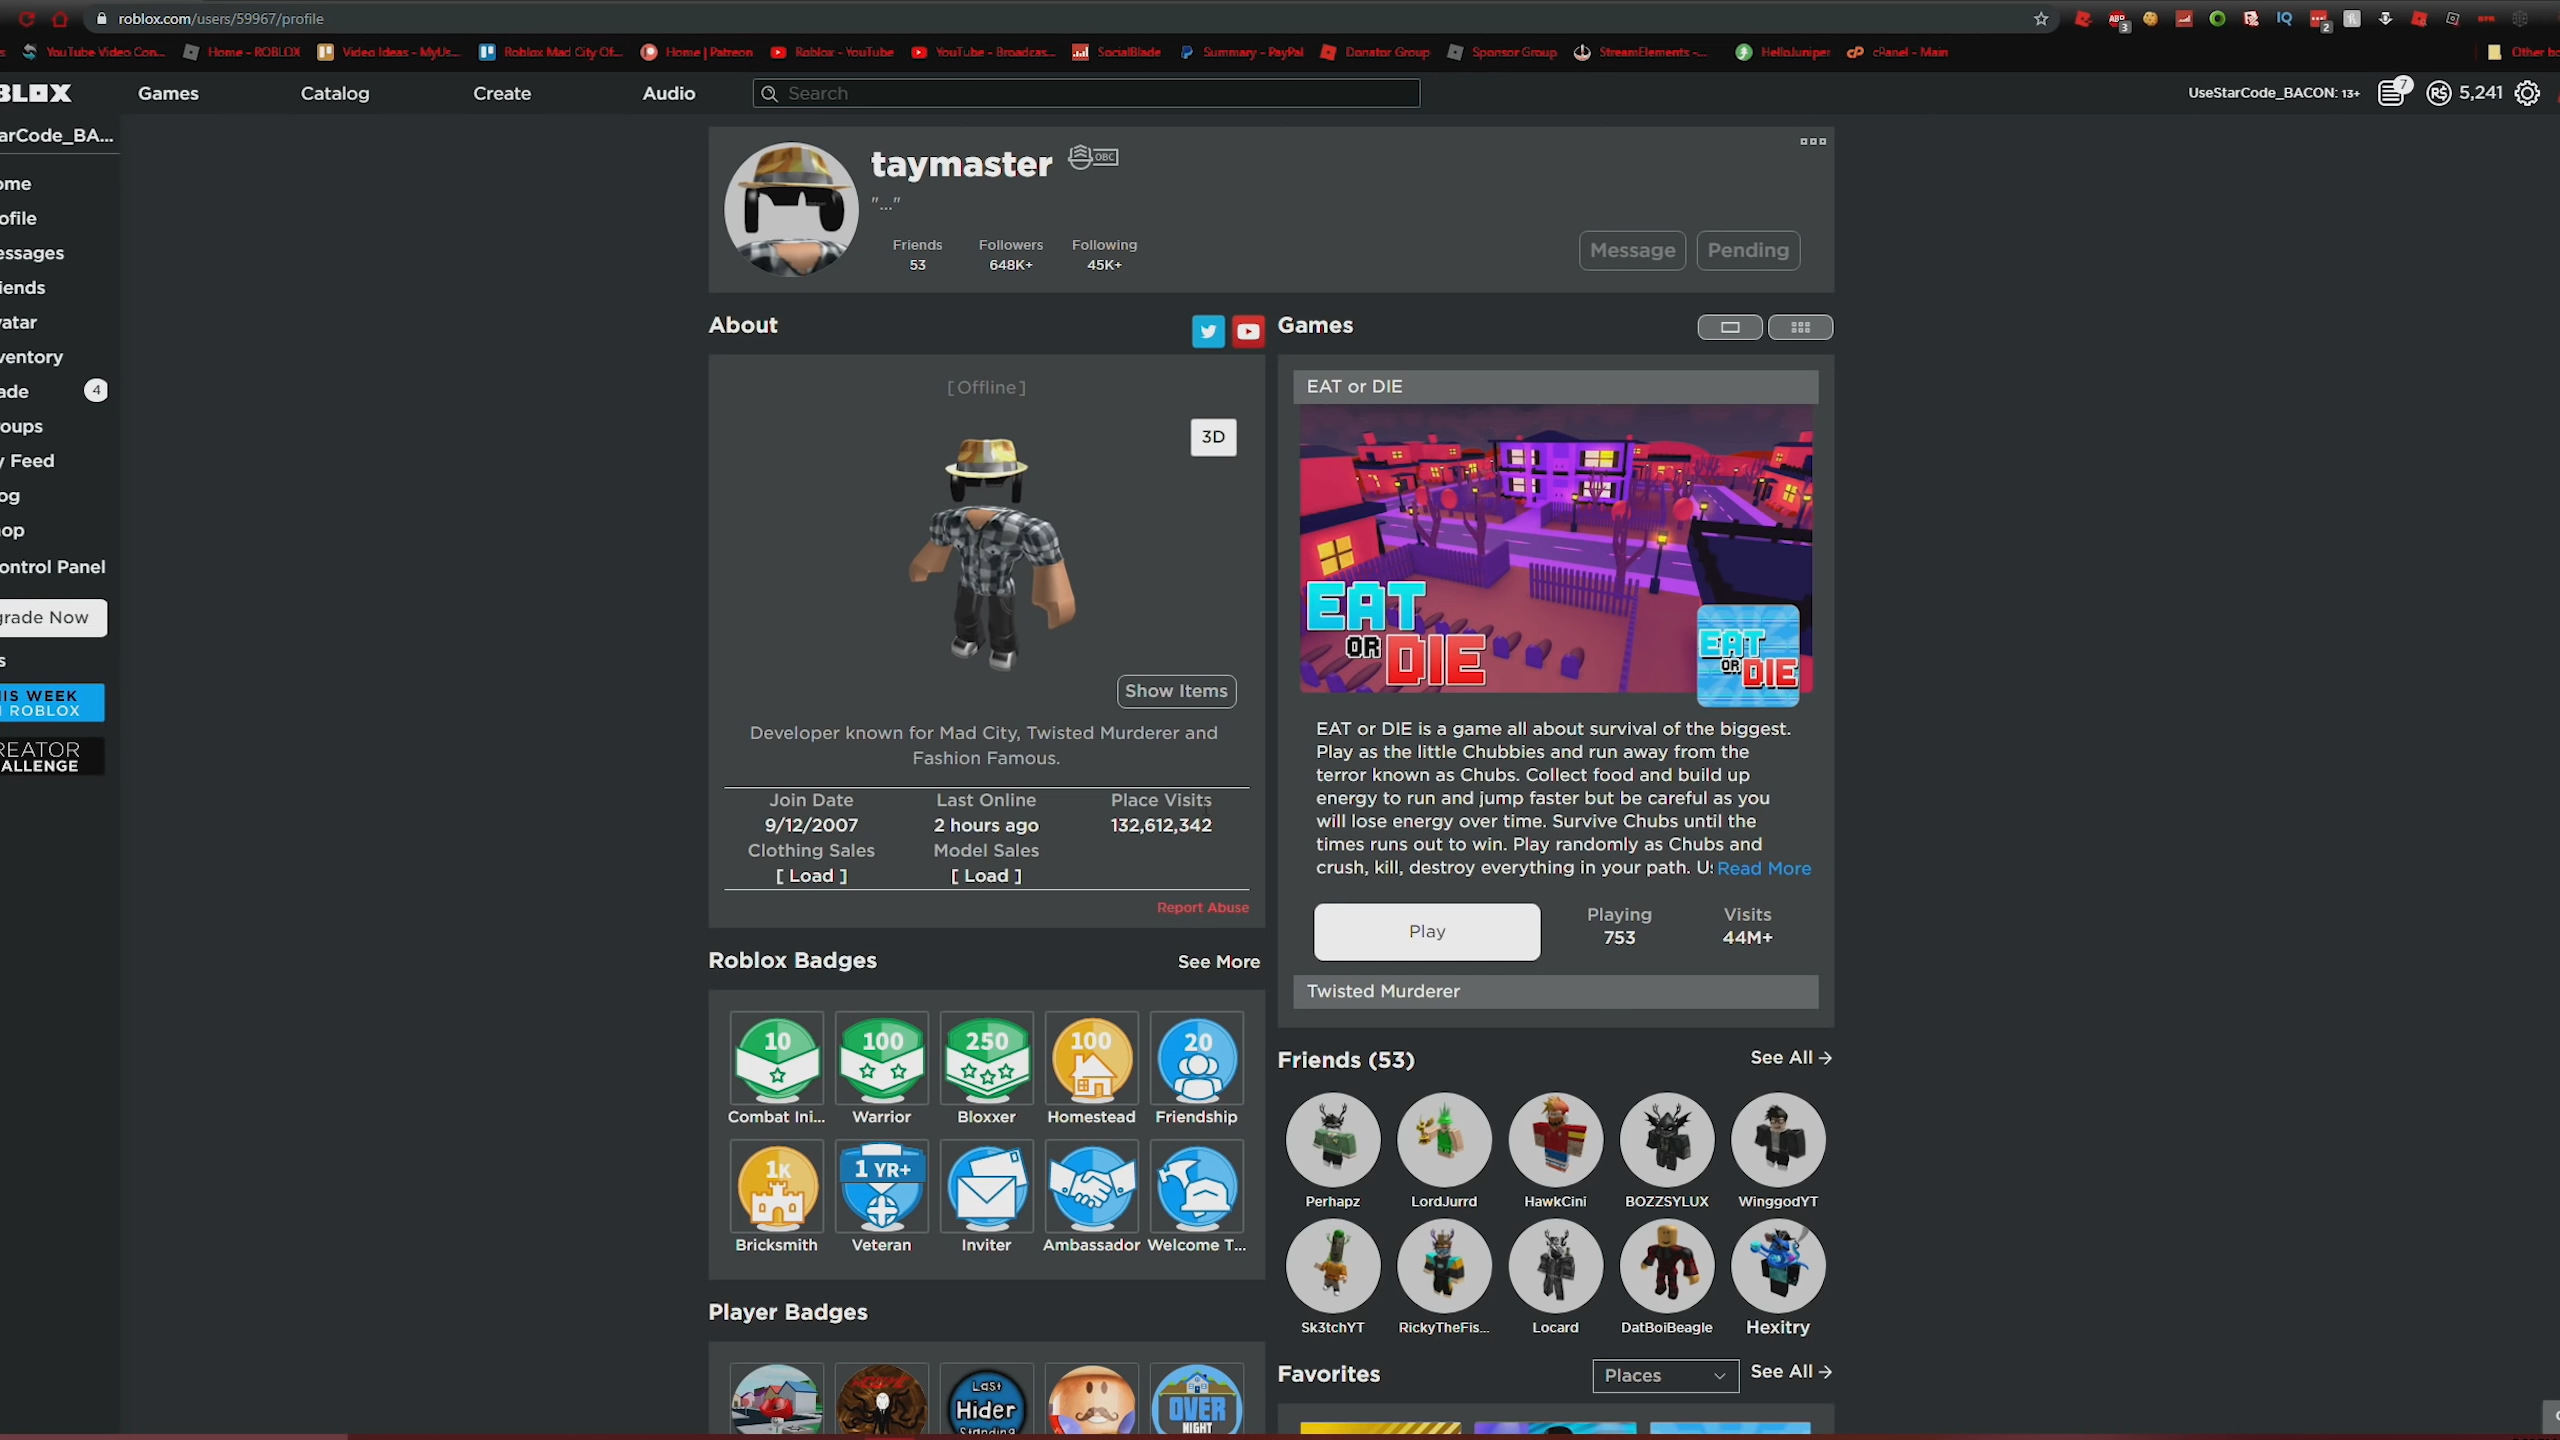 roblox.com/users/59967/profile
YouTube Video Con... Home - ROBLOX Video Ideas - MyUs... Roblox Mad City Of... Home | Patreon Roblox - YouTube YouTube - Broadcas... SocialBlade Summary - PayPal Donator Group Sponsor Group StreamElements -... HelloJuniper cPanel - Main Other bo
BLOX Games Catalog Create Audio Search UseStarCode_BACON: 13+ 7 5,241
arCode_BA...
ome
ofile
essages
iends
vatar
ventory
ade 4
oups
y Feed
og
hop
ontrol Panel
grade Now
s
HIS WEEK
N ROBLOX
REATOR
ALLENGE
taymaster OBC
"..."
Friends Followers Following
53 648K+ 45K+
Message Pending
About
[ Offline ]
3D
Show Items
Developer known for Mad City, Twisted Murderer and
Fashion Famous.
Join Date Last Online Place Visits
9/12/2007 2 hours ago 132,612,342
Clothing Sales Model Sales
[ Load ] [ Load ]
Report Abuse
Roblox Badges See More
10 100 250 100 20
Combat Ini... Warrior Bloxxer Homestead Friendship
1K 1 YR+
Bricksmith Veteran Inviter Ambassador Welcome T...
Player Badges
Last
Hider
Standing
OVER
NIGHT
Games
EAT or DIE
EAT
OR DIE
EAT
OR DIE
EAT or DIE is a game all about survival of the biggest.
Play as the little Chubbies and run away from the
terror known as Chubs. Collect food and build up
energy to run and jump faster but be careful as you
will lose energy over time. Survive Chubs until the
times runs out to win. Play randomly as Chubs and
crush, kill, destroy everything in your path. U: Read More
Play
Playing Visits
753 44M+
Twisted Murderer
Friends (53) See All
Perhapz LordJurrd HawkCini BOZZSYLUX WinggodYT
Sk3tchYT RickyTheFis... Locard DatBoiBeagle Hexitry
Favorites Places See All